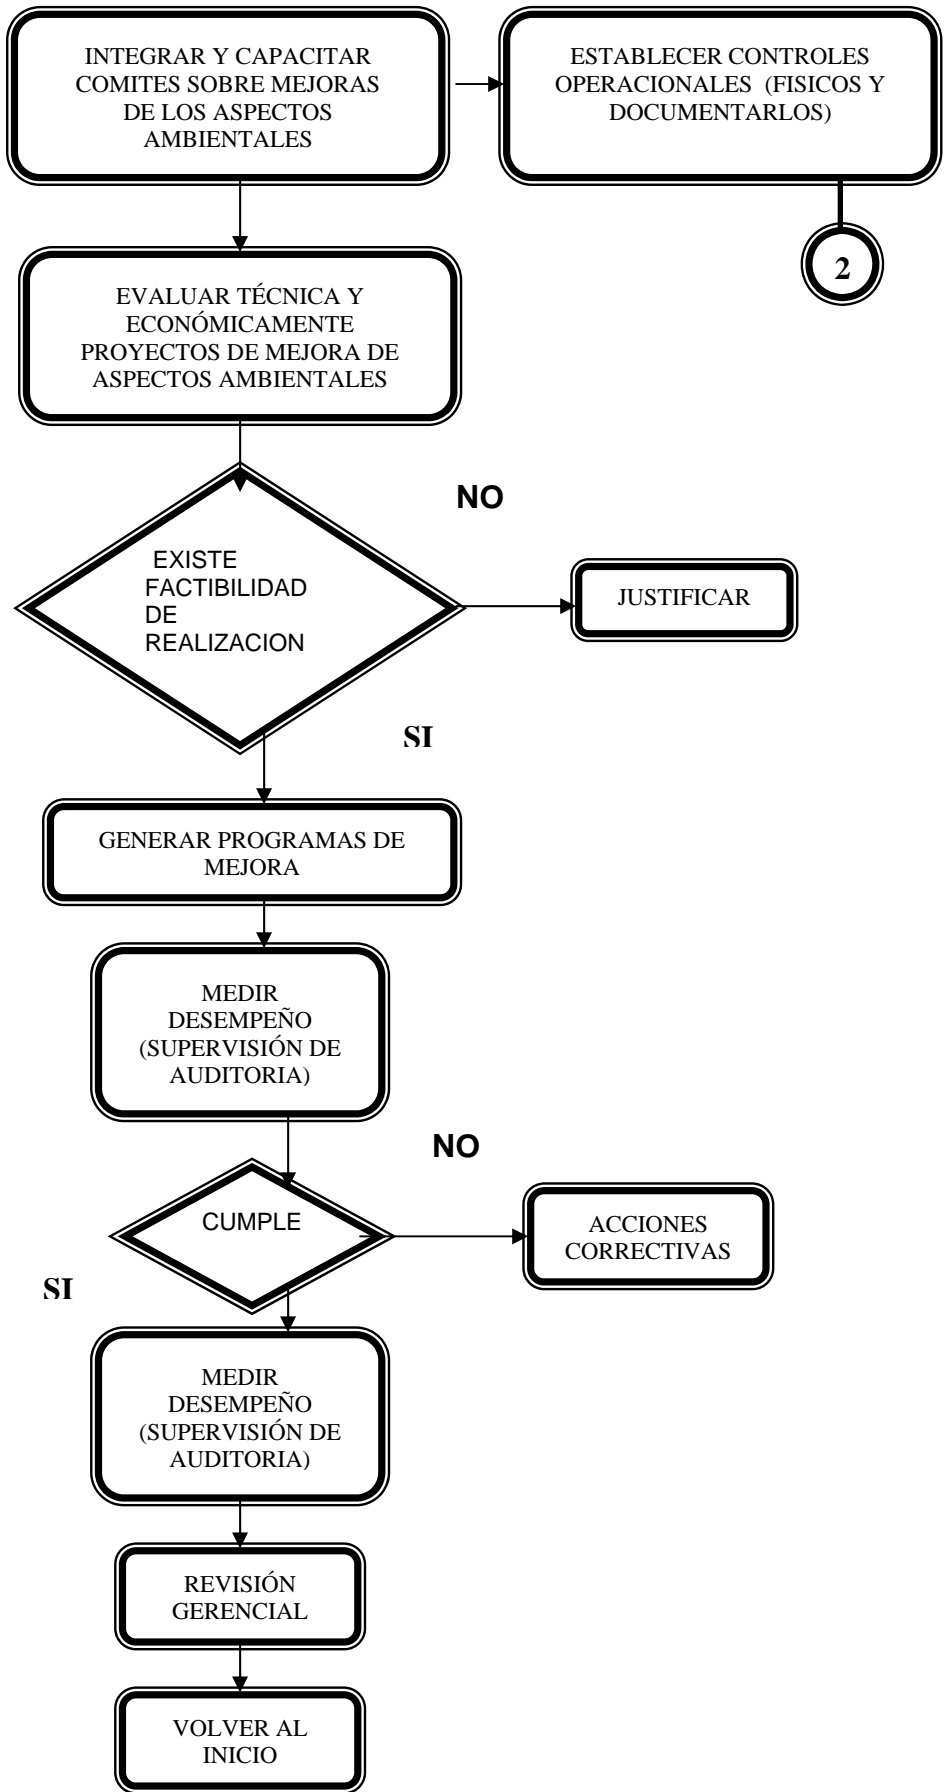 INTEGRAR Y CAPACITAR
COMITES SOBRE MEJORAS
DE LOS ASPECTOS
AMBIENTALES
ESTABLECER CONTROLES
OPERACIONALES (FISICOS Y
DOCUMENTARLOS)
2
EVALUAR TÉCNICA Y
ECONÓMICAMENTE
PROYECTOS DE MEJORA DE
ASPECTOS AMBIENTALES
NO
EXISTE
FACTIBILIDAD
DE
REALIZACION
JUSTIFICAR
SI
GENERAR PROGRAMAS DE
MEJORA
MEDIR
DESEMPEÑO
(SUPERVISIÓN DE
AUDITORIA)
NO
CUMPLE
ACCIONES
CORRECTIVAS
SI
MEDIR
DESEMPEÑO
(SUPERVISIÓN DE
AUDITORIA)
REVISIÓN
GERENCIAL
VOLVER AL
INICIO